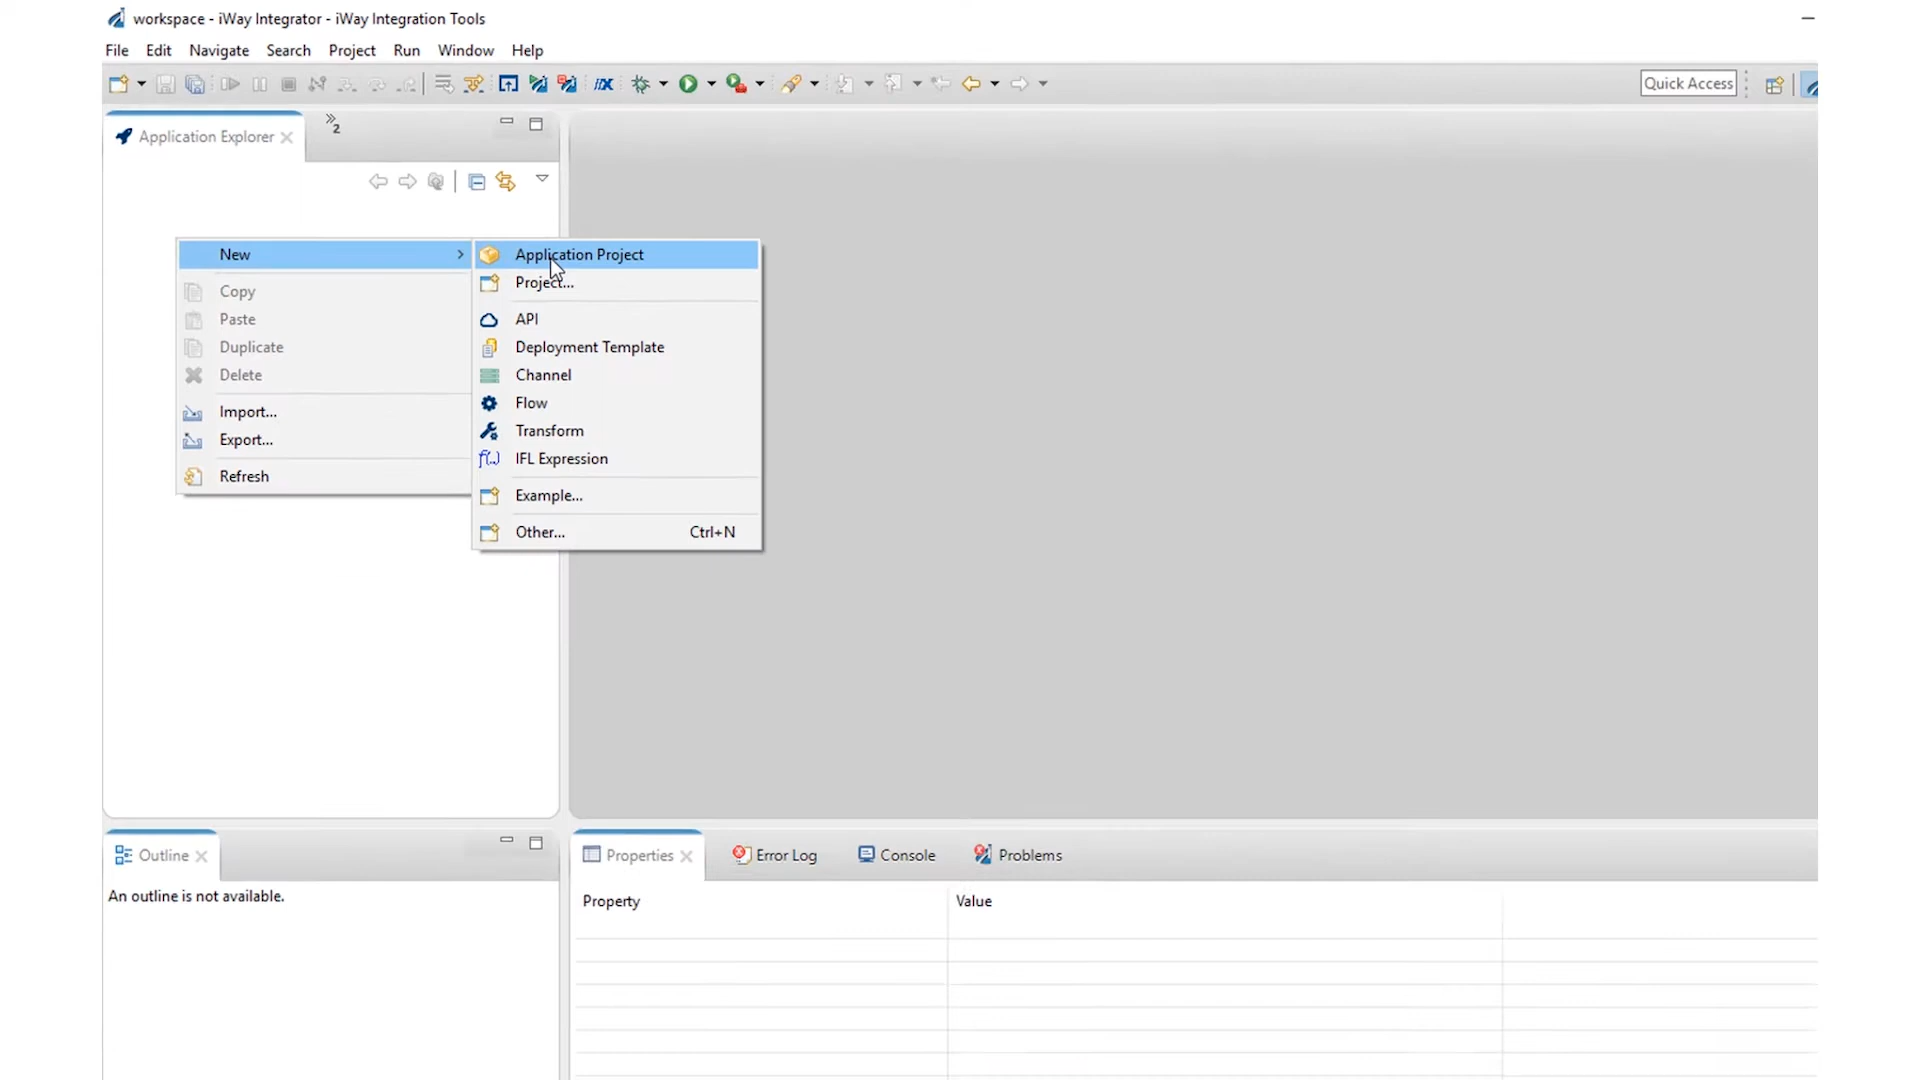 workspace - iWay Integrator - iWay Integration Tools
File Edit Navigate Search Project Run Window Help
Quick Access
Application Explorer
2
New
Copy
Paste
Duplicate
Delete
Import...
Export...
Refresh
Application Project
Project...
API
Deployment Template
Channel
Flow
Transform
IFL Expression
Example...
Other... Ctrl+N
Outline
An outline is not available.
Properties Error Log Console Problems
Property Value